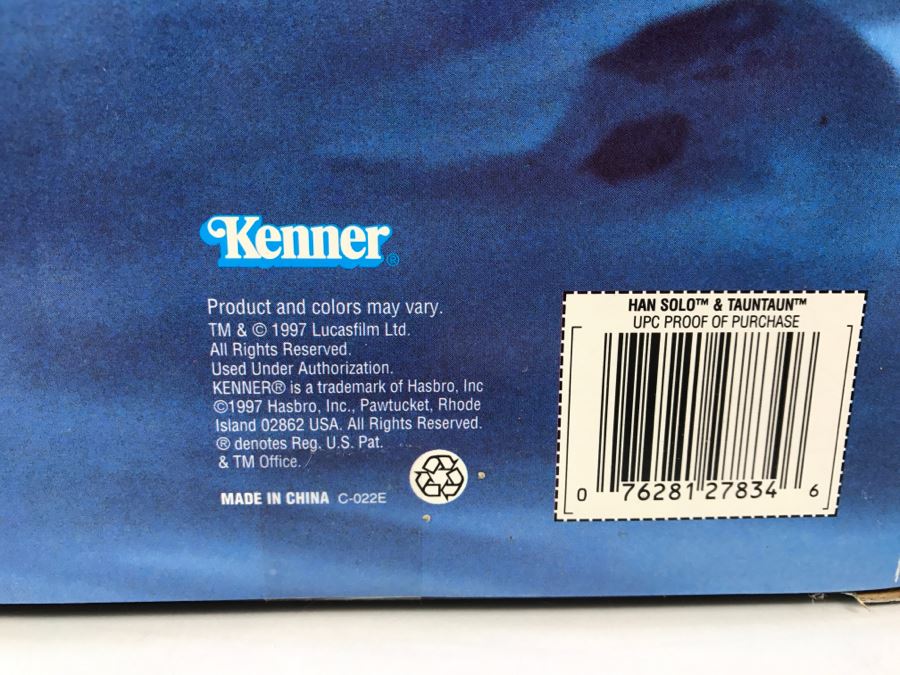 Kenner®
Product and colors may vary.
TM & © 1997 Lucasfilm Ltd.
All Rights Reserved.
Used Under Authorization.
KENNER® is a trademark of Hasbro, Inc
©1997 Hasbro, Inc., Pawtucket, Rhode
Island 02862 USA. All Rights Reserved.
® denotes Reg. U.S. Pat.
& TM Office.
MADE IN CHINA C-022E
HAN SOLO™ & TAUNTAUN™
UPC PROOF OF PURCHASE
0 76281 27834 6